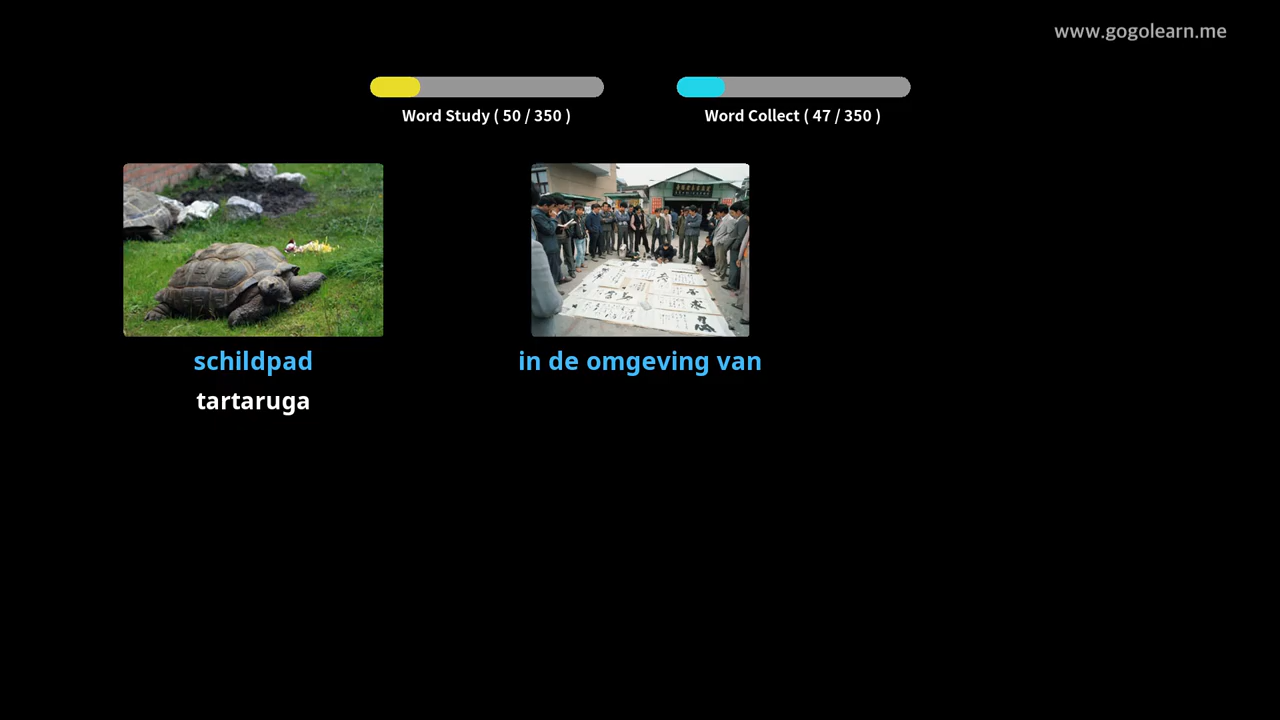 www.gogolearn.me
Word Study ( 50 / 350 )
Word Collect ( 47 / 350 )
schildpad
tartaruga
in de omgeving van